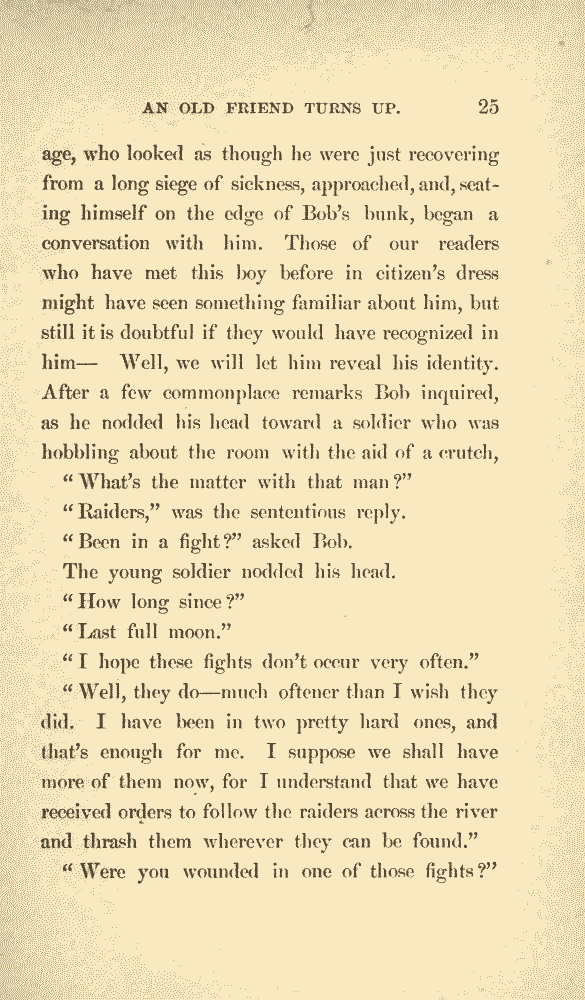 AN OLD FRIEND TURNS UP. 25
age, who looked as though he were just recovering
from a long siege of sickness, approached, and, seat-
ing himself on the edge of Bob's bunk, began a
conversation with him. Those of our readers
who have met this boy before in citizen's dress
might have seen something familiar about him, but
still it is doubtful if they would have recognized in
him— Well, we will let him reveal his identity.
After a few commonplace remarks Bob inquired,
as he nodded his head toward a soldier who was
hobbling about the room with the aid of a crutch,
"What's the matter with that man?"
"Raiders," was the sententious reply.
"Been in a fight?" asked Bob.
The young soldier nodded his head.
"How long since?"
"Last full moon."
"I hope these fights don't occur very often."
"Well, they do—much oftener than I wish they
did. I have been in two pretty hard ones, and
that's enough for me. I suppose we shall have
more of them now, for I understand that we have
received orders to follow the raiders across the river
and thrash them wherever they can be found."
"Were you wounded in one of those fights?"